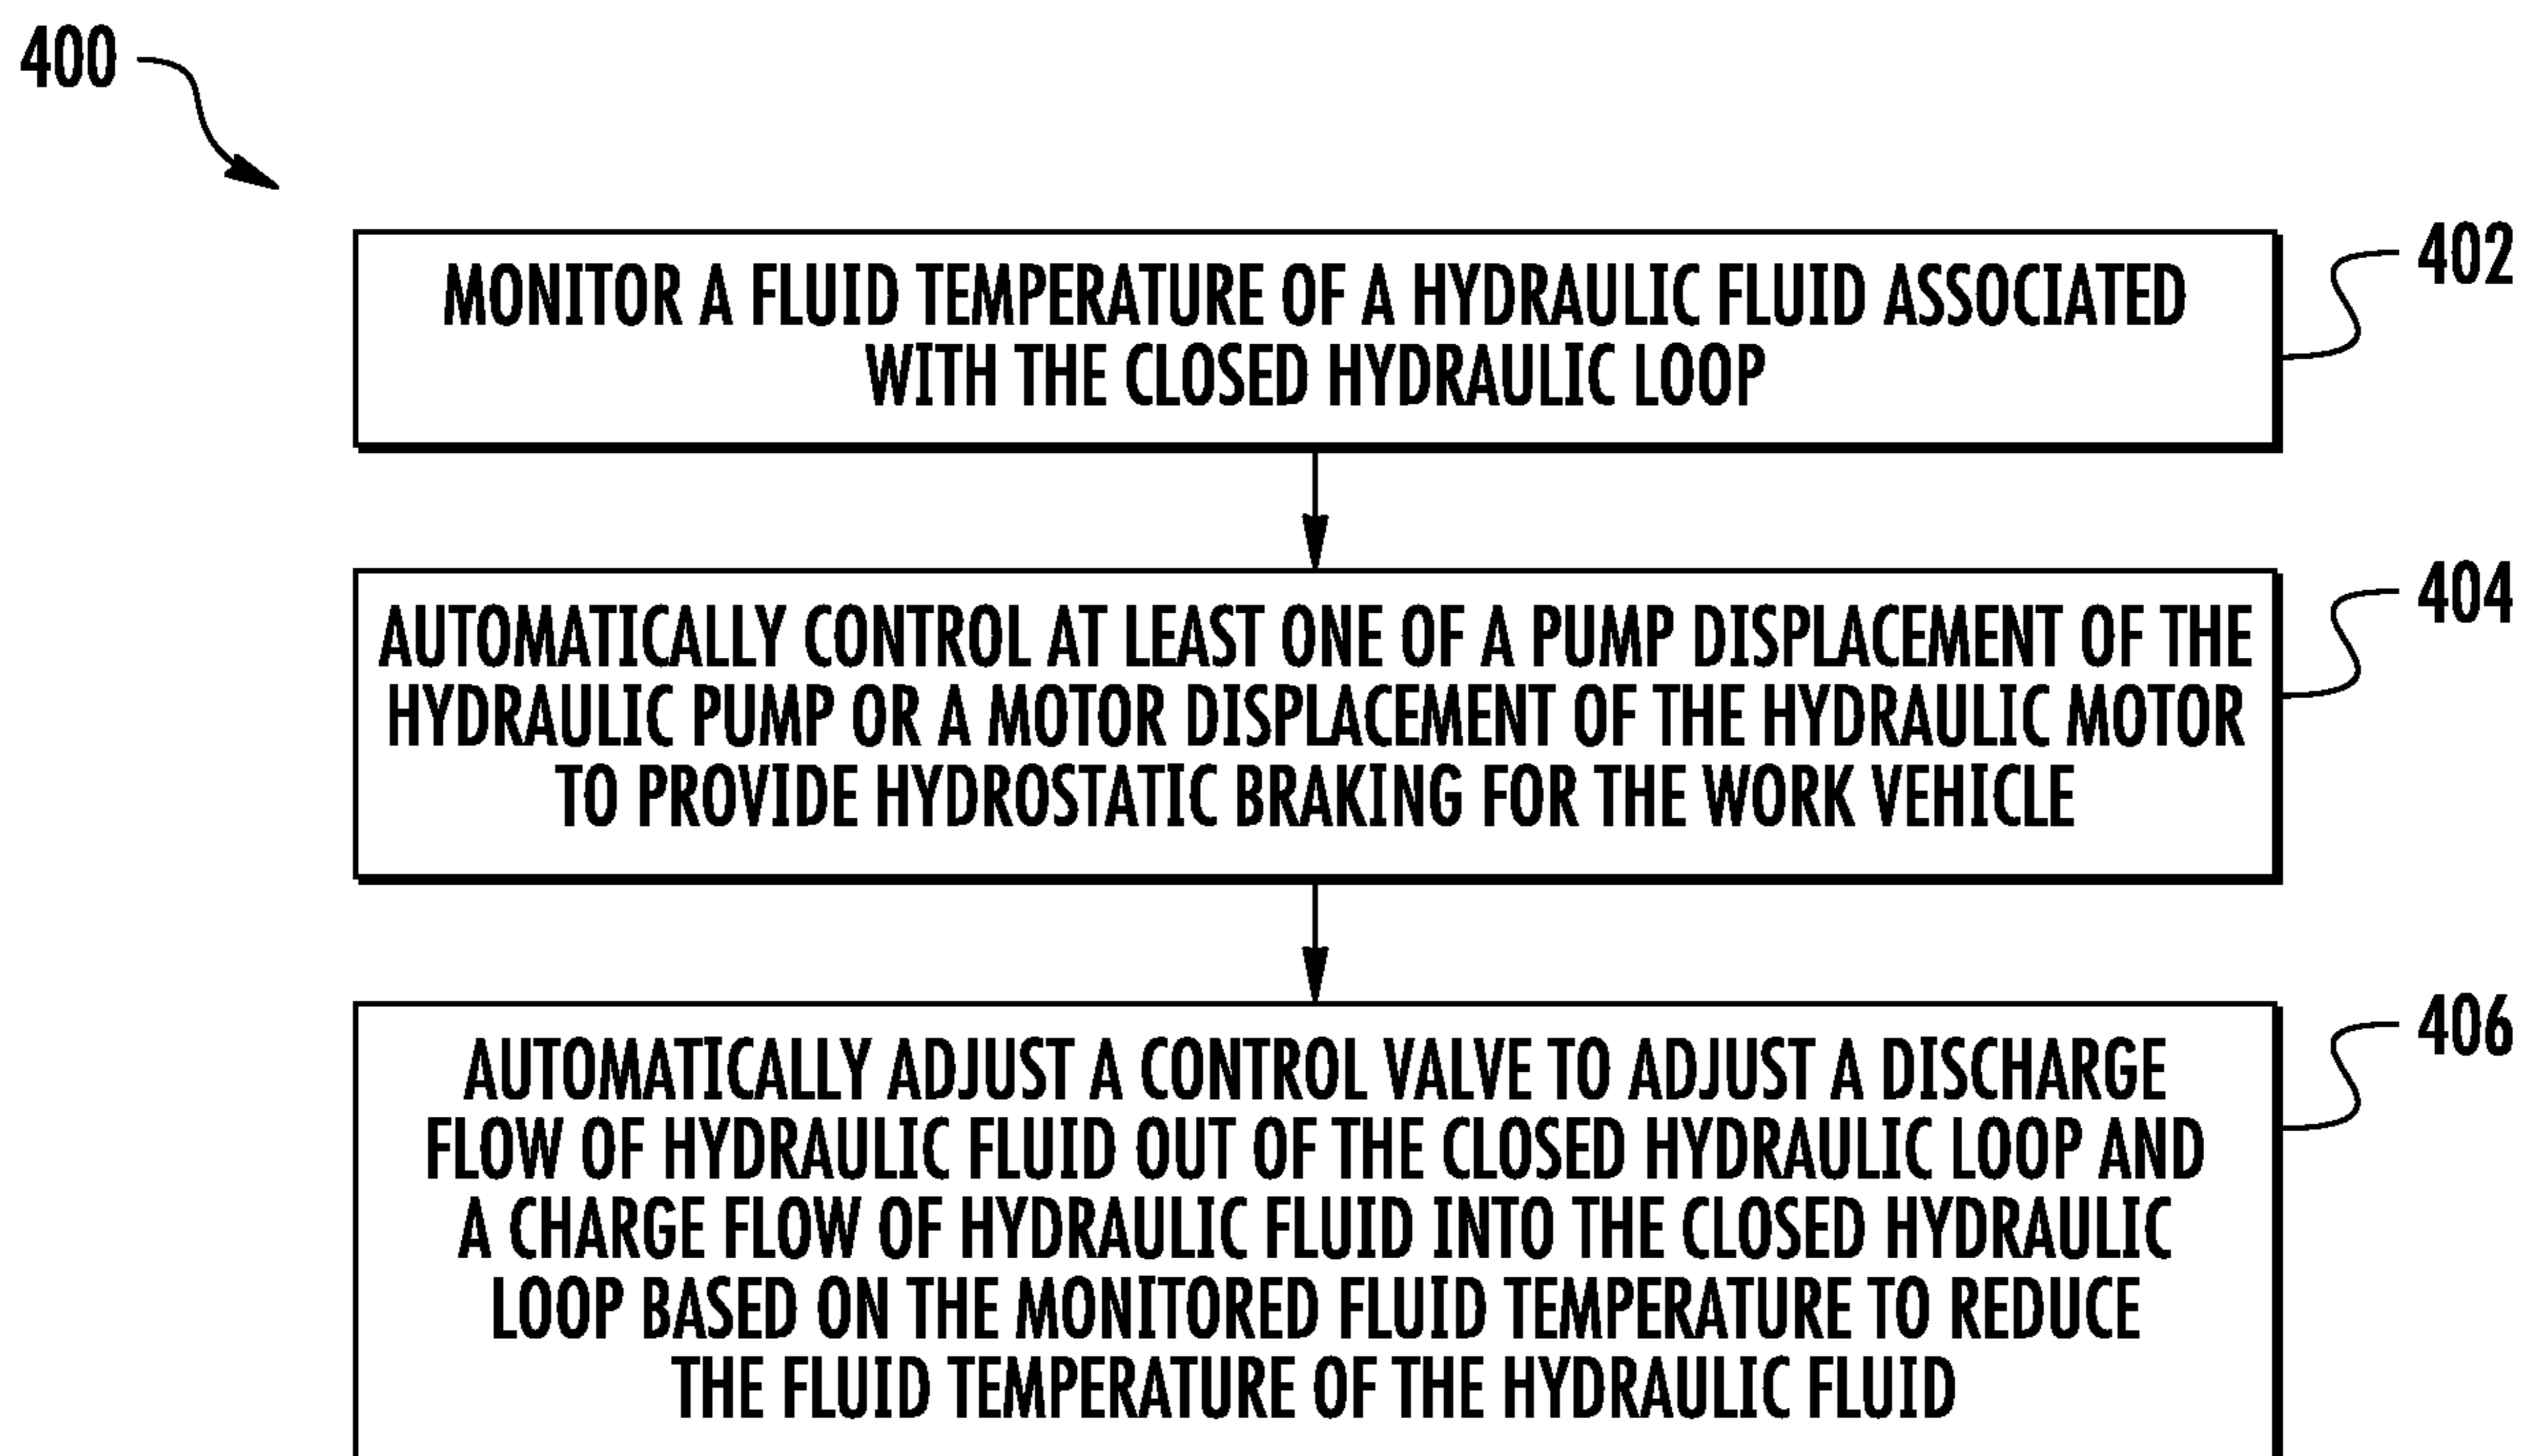 400
402
MONITOR A FLUID TEMPERATURE OF A HYDRAULIC FLUID ASSOCIATED
WITH THE CLOSED HYDRAULIC LOOP
404
AUTOMATICALLY CONTROL AT LEAST ONE OF A PUMP DISPLACEMENT OF THE
HYDRAULIC PUMP OR A MOTOR DISPLACEMENT OF THE HYDRAULIC MOTOR
TO PROVIDE HYDROSTATIC BRAKING FOR THE WORK VEHICLE
406
AUTOMATICALLY ADJUST A CONTROL VALVE TO ADJUST A DISCHARGE
FLOW OF HYDRAULIC FLUID OUT OF THE CLOSED HYDRAULIC LOOP AND
A CHARGE FLOW OF HYDRAULIC FLUID INTO THE CLOSED HYDRAULIC
LOOP BASED ON THE MONITORED FLUID TEMPERATURE TO REDUCE
THE FLUID TEMPERATURE OF THE HYDRAULIC FLUID